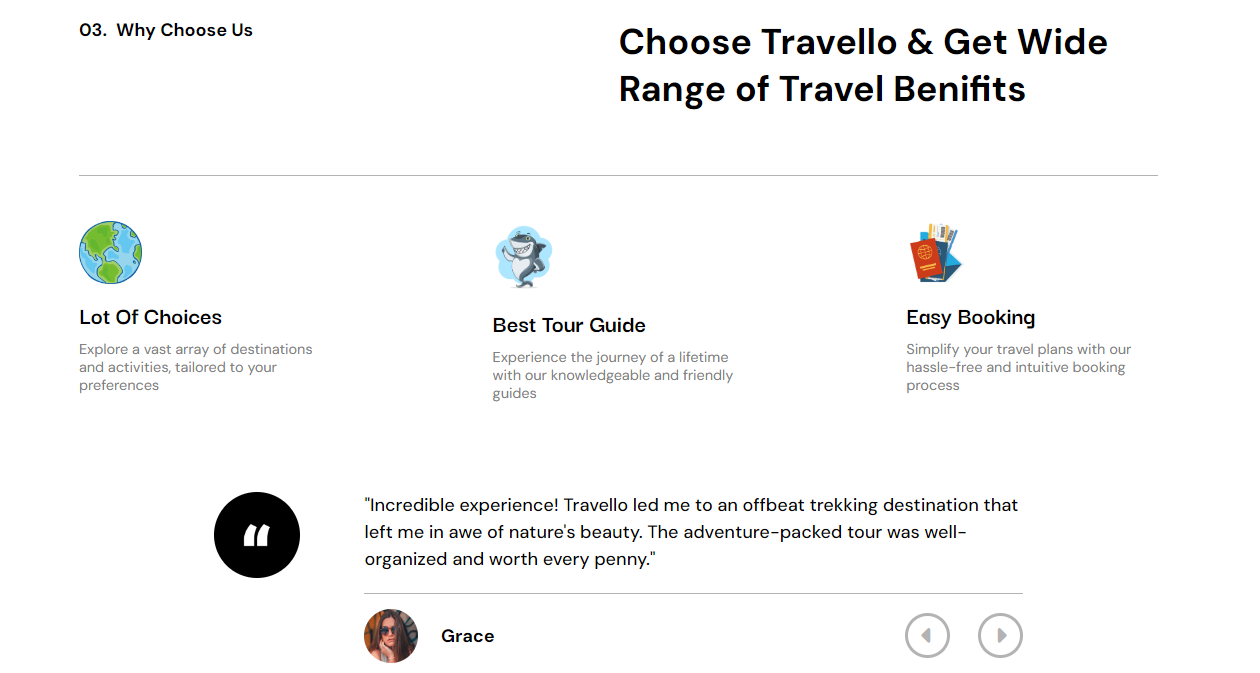 03. Why Choose Us
Choose Travello & Get Wide
Range of Travel Benifits
Lot Of Choices
Explore a vast array of destinations
and activities, tailored to your
preferences
Best Tour Guide
Experience the journey of a lifetime
with our knowledgeable and friendly
guides
Easy Booking
Simplify your travel plans with our
hassle-free and intuitive booking
process
"Incredible experience! Travello led me to an offbeat trekking destination that
left me in awe of nature's beauty. The adventure-packed tour was well-
organized and worth every penny."
Grace